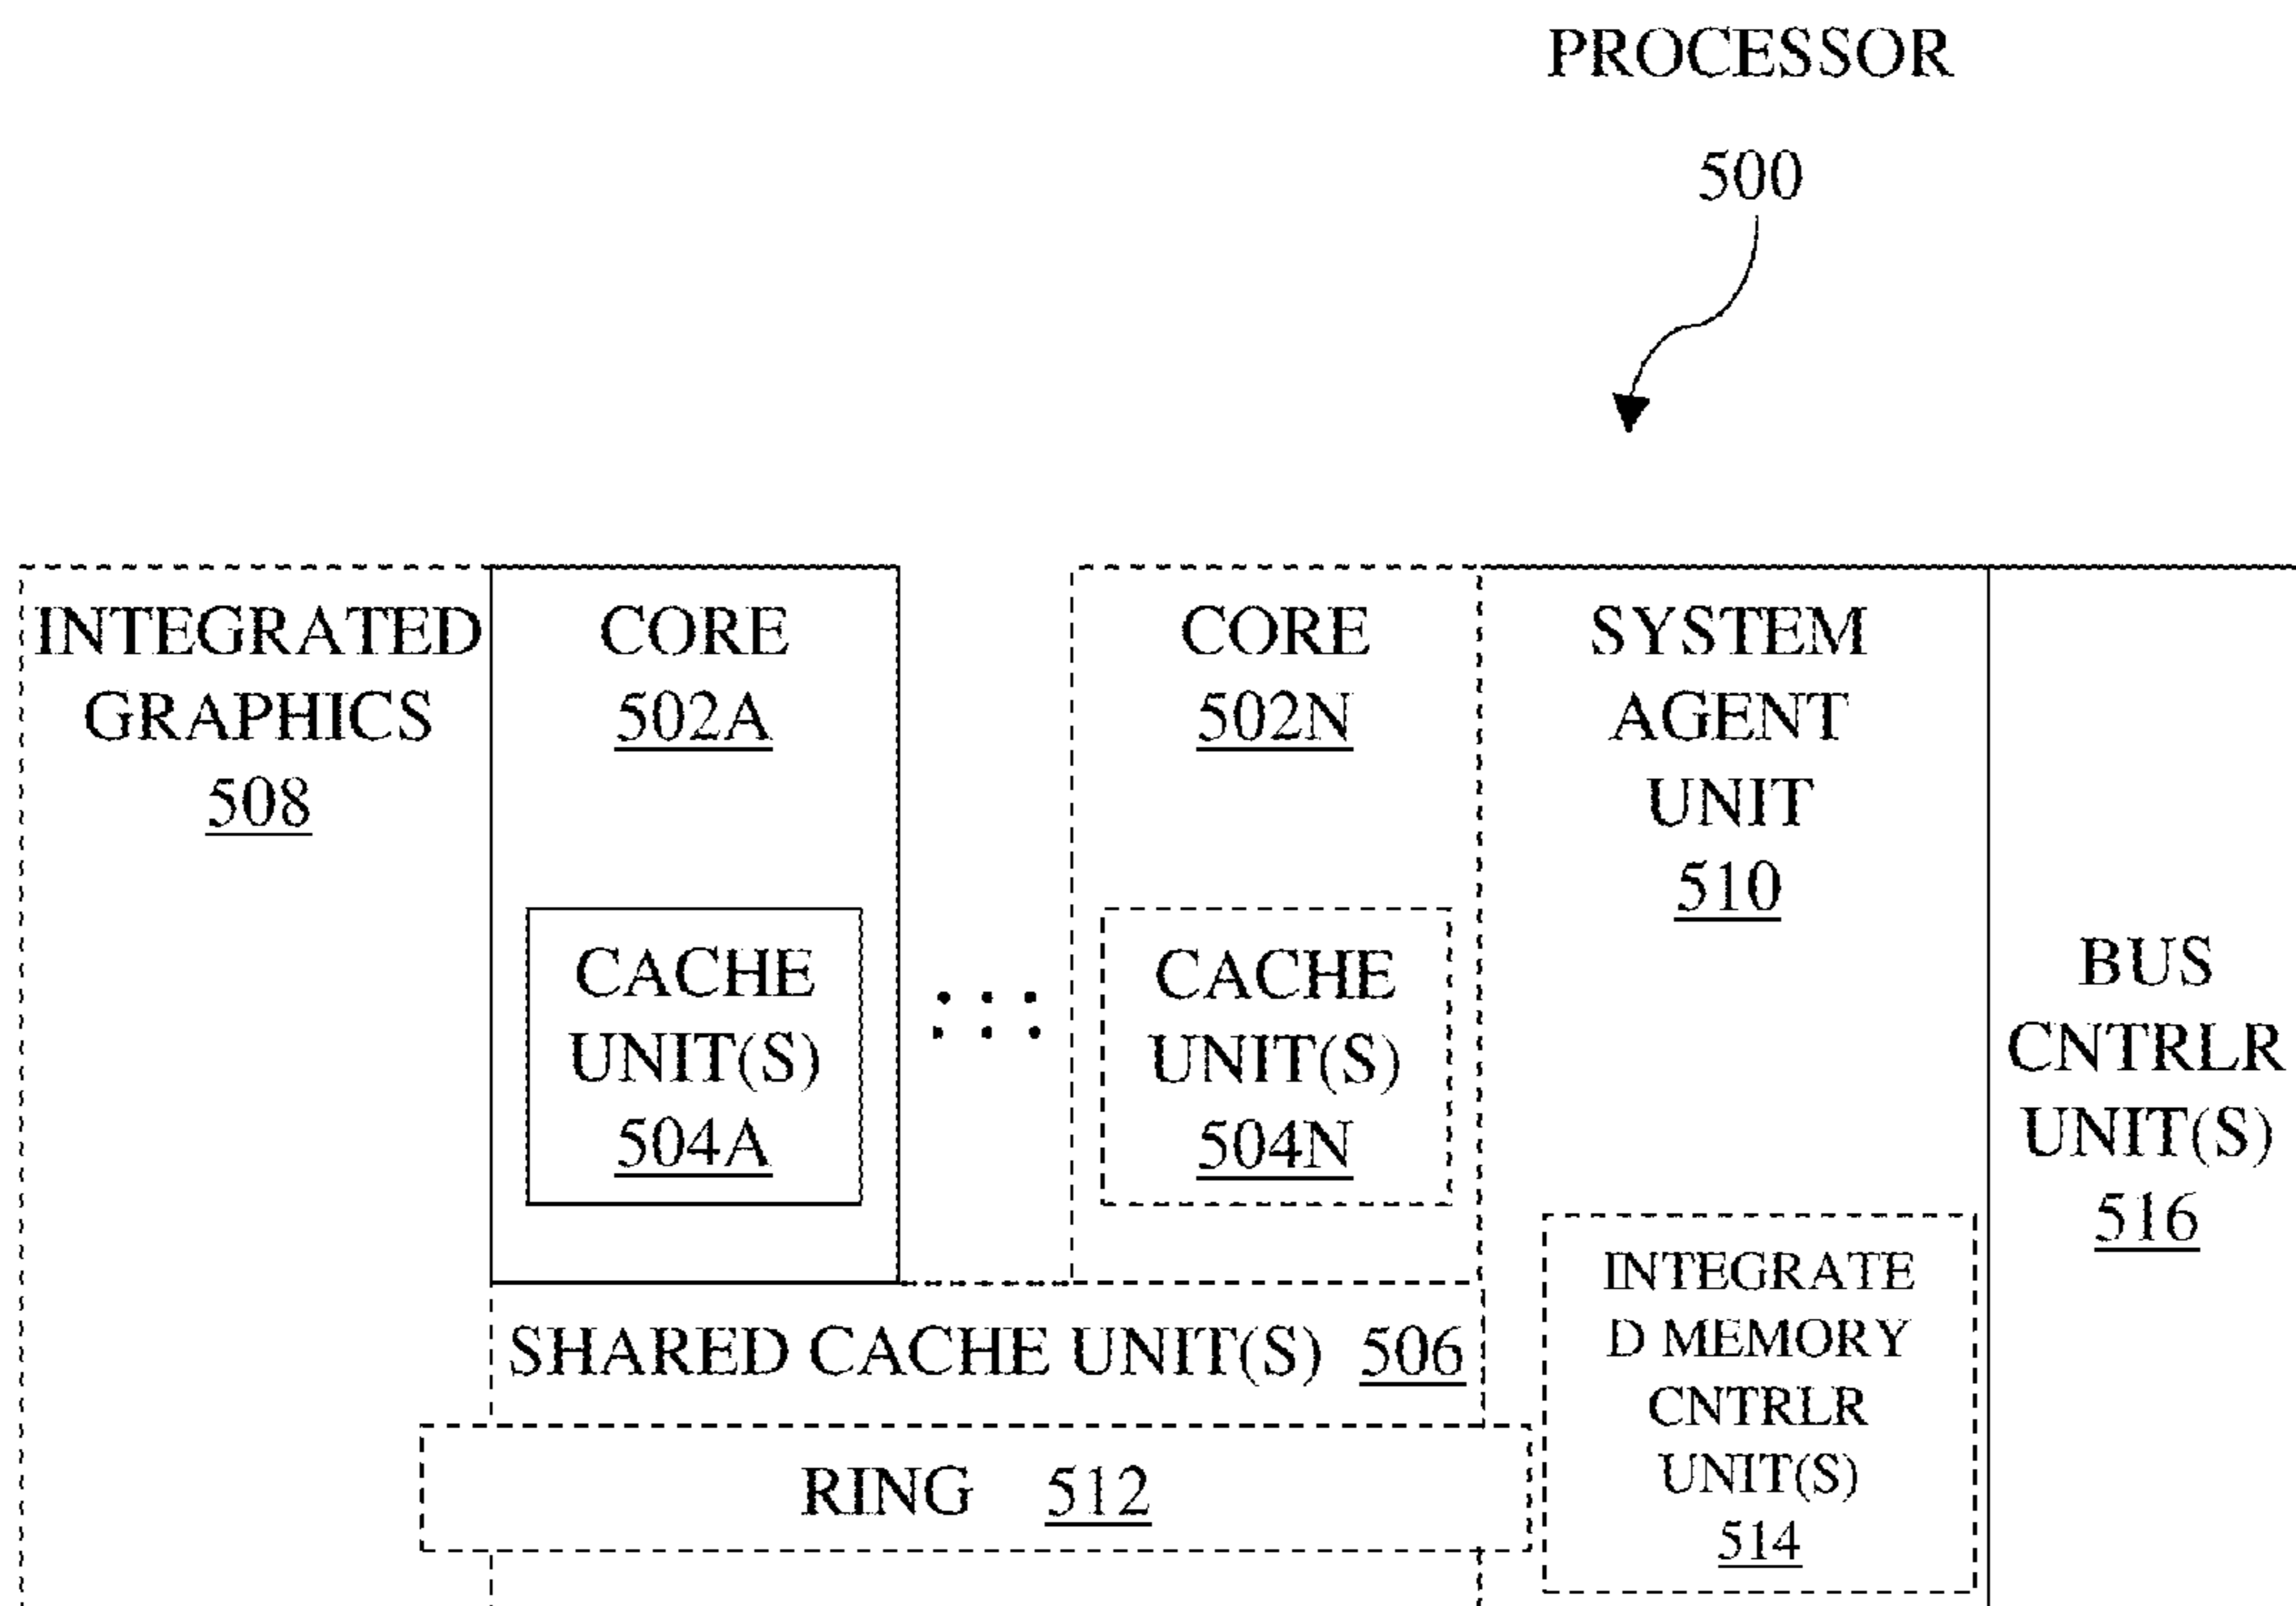 PROCESSOR
500
INTEGRATED
GRAPHICS
508
CORE
502A
CACHE
UNIT(S)
504A
CORE
502N
CACHE
UNIT(S)
504N
SYSTEM
AGENT
UNIT
510
BUS
CNTRLR
UNIT(S)
516
SHARED CACHE UNIT(S) 506
RING 512
INTEGRATE
D MEMORY
CNTRLR
UNIT(S)
514